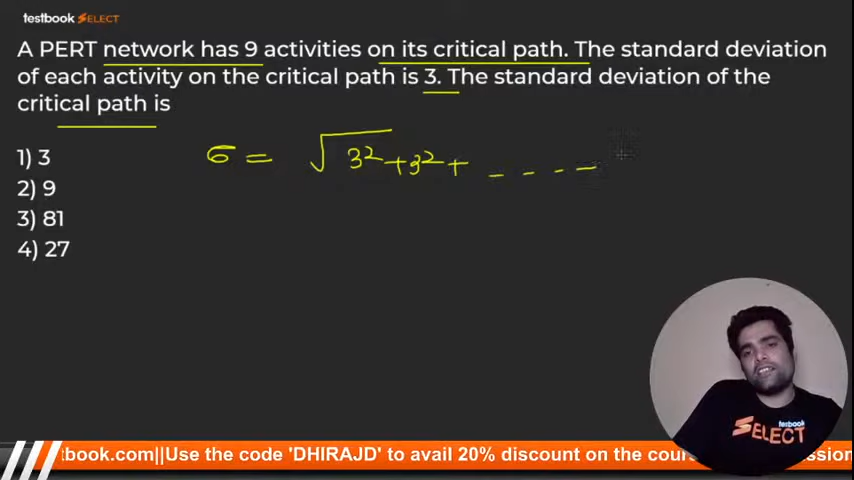 testbook SELECT
A PERT network has 9 activities on its critical path. The standard deviation
of each activity on the critical path is 3. The standard deviation of the
critical path is
σ = √3² + 3² + - - - -
1) 3
2) 9
3) 81
4) 27
testbook
SELECT
tbook.com||Use the code 'DHIRAJD' to avail 20% discount on the cour